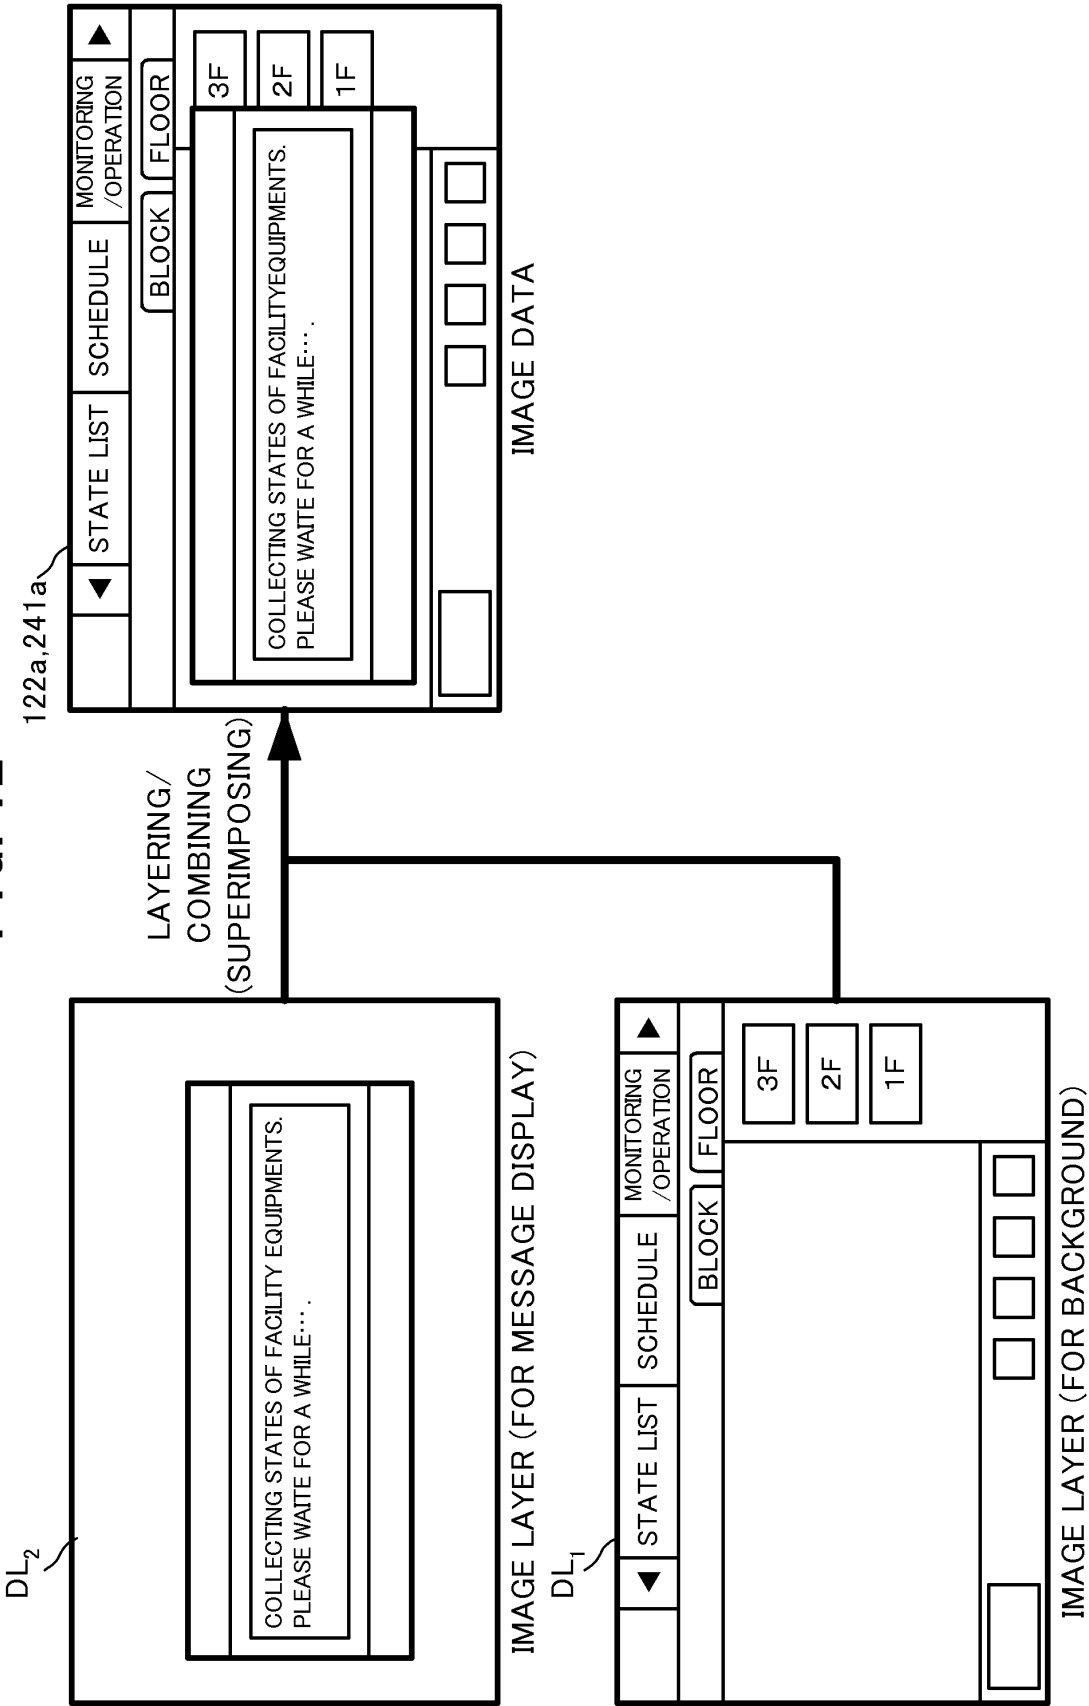 DL2
COLLECTING STATES OF FACILITY EQUIPMENTS.
PLEASE WAITE FOR A WHILE···.
IMAGE LAYER (FOR MESSAGE DISPLAY)
DL1
◀ STATE LIST SCHEDULE MONITORING
/OPERATION ▶
BLOCK FLOOR
3F
2F
1F
IMAGE LAYER (FOR BACKGROUND)
LAYERING/
COMBINING
(SUPERIMPOSING)
122a,241a
◀ STATE LIST SCHEDULE MONITORING
/OPERATION ▶
BLOCK FLOOR
3F
2F
1F
COLLECTING STATES OF FACILITYEQUIPMENTS.
PLEASE WAITE FOR A WHILE···.
IMAGE DATA